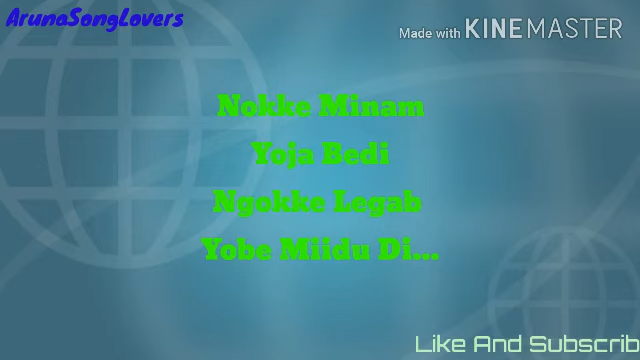 ArunaSongLovers
Made with KINEMASTER
Nokke Minam
Yoja Bedi
Ngokke Legab
Yobe Miidu Di...
Like And Subscrib